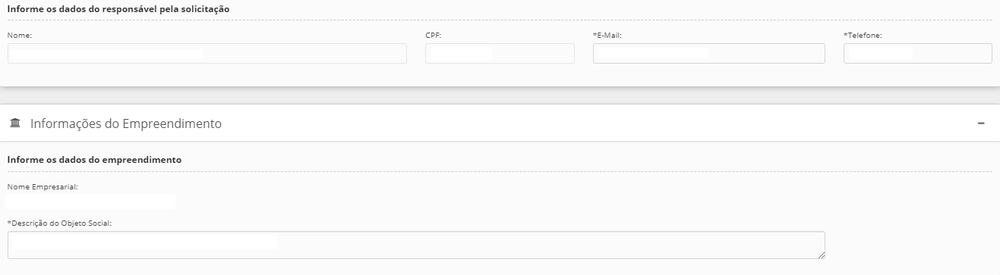 Informe os dados do responsável pela solicitação
Nome: CPF: *E-Mail: *Telefone:
Informações do Empreendimento
Informe os dados do empreendimento
Nome Empresarial:
*Descrição do Objeto Social: